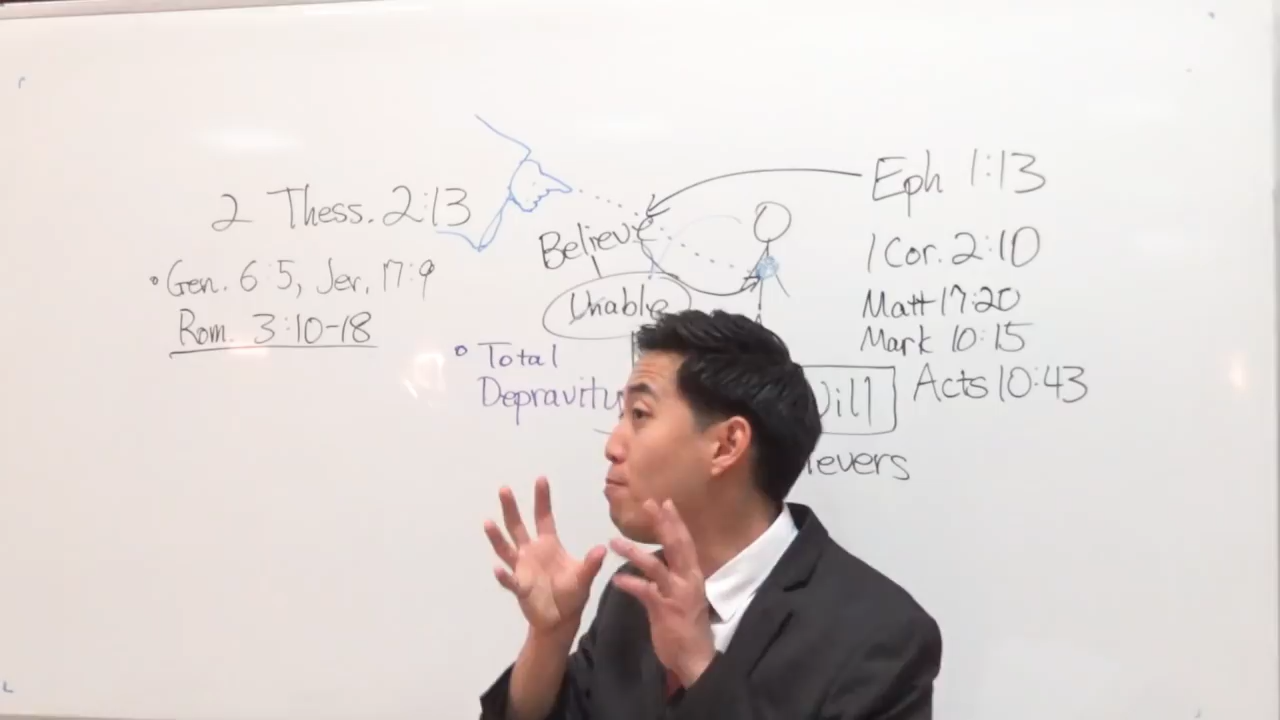 2 Thess. 2:13
• Gen. 6:5, Jer. 17:9
Rom. 3:10-18
Believe
Unable
• Total
Depravity
Eph 1:13
1 Cor. 2:10
Matt 17:20
Mark 10:15
Acts 10:43